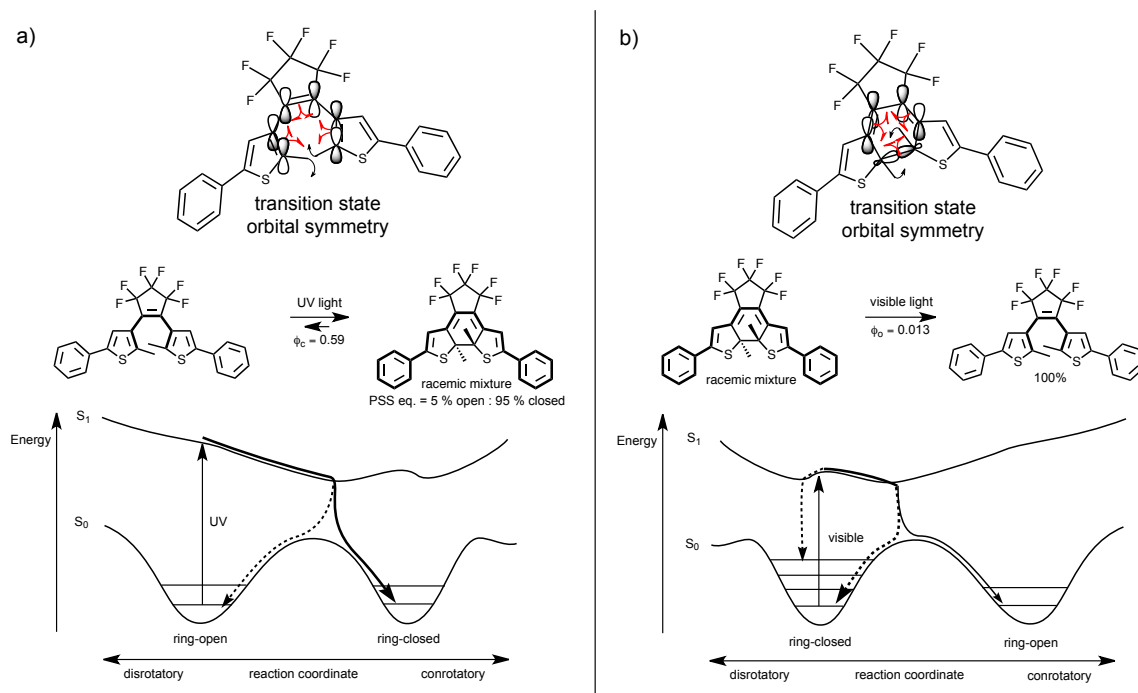 a)
F F
F F
F F
S
S
transition state
orbital symmetry
F F
F F
F F
S
S
UV light
ϕc = 0.59
F F
F F
F F
S S
racemic mixture
PSS eq. = 5 % open : 95 % closed
S1
Energy
S0
UV
ring-open
ring-closed
disrotatory
reaction coordinate
conrotatory
b)
F F
F F
F F
S
S
transition state
orbital symmetry
F F
F F
F F
S S
racemic mixture
visible light
ϕo = 0.013
F F
F F
F F
S
S
100%
S1
Energy
S0
visible
ring-closed
ring-open
disrotatory
reaction coordinate
conrotatory